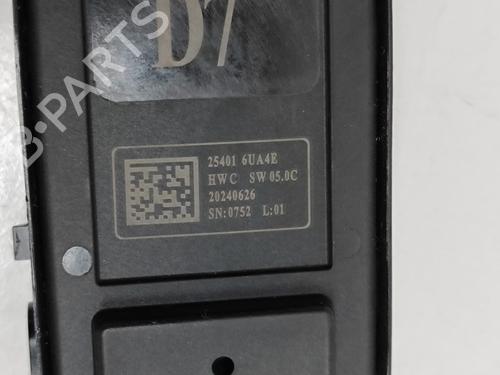 D7
25401 6UA4E
HWC SW 05.0C
20240626
SN:0752 L:01
B-PARTS